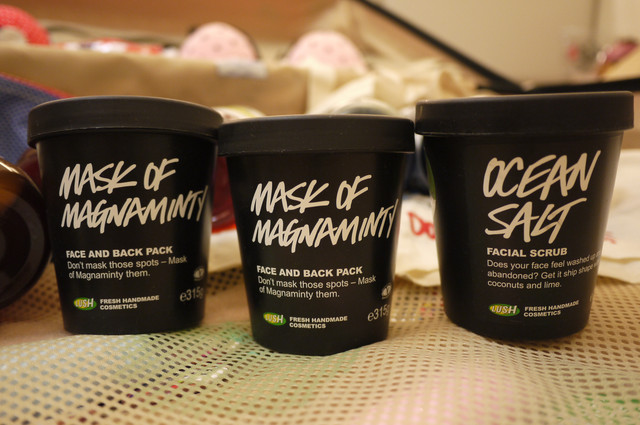 MASK OF
MAGNAMINTY
FACE AND BACK PACK
Don't mask those spots – Mask
of Magnaminty them.
e315g
LUSH FRESH HANDMADE
COSMETICS
MASK OF
MAGNAMINTY
FACE AND BACK PACK
Don't mask those spots – Mask
of Magnaminty them.
e315
LUSH FRESH HANDMADE
COSMETICS
OCEAN
SALT
FACIAL SCRUB
Does your face feel washed up
abandoned? Get it ship shape
coconuts and lime.
LUSH FRESH HANDMADE
COSMETICS